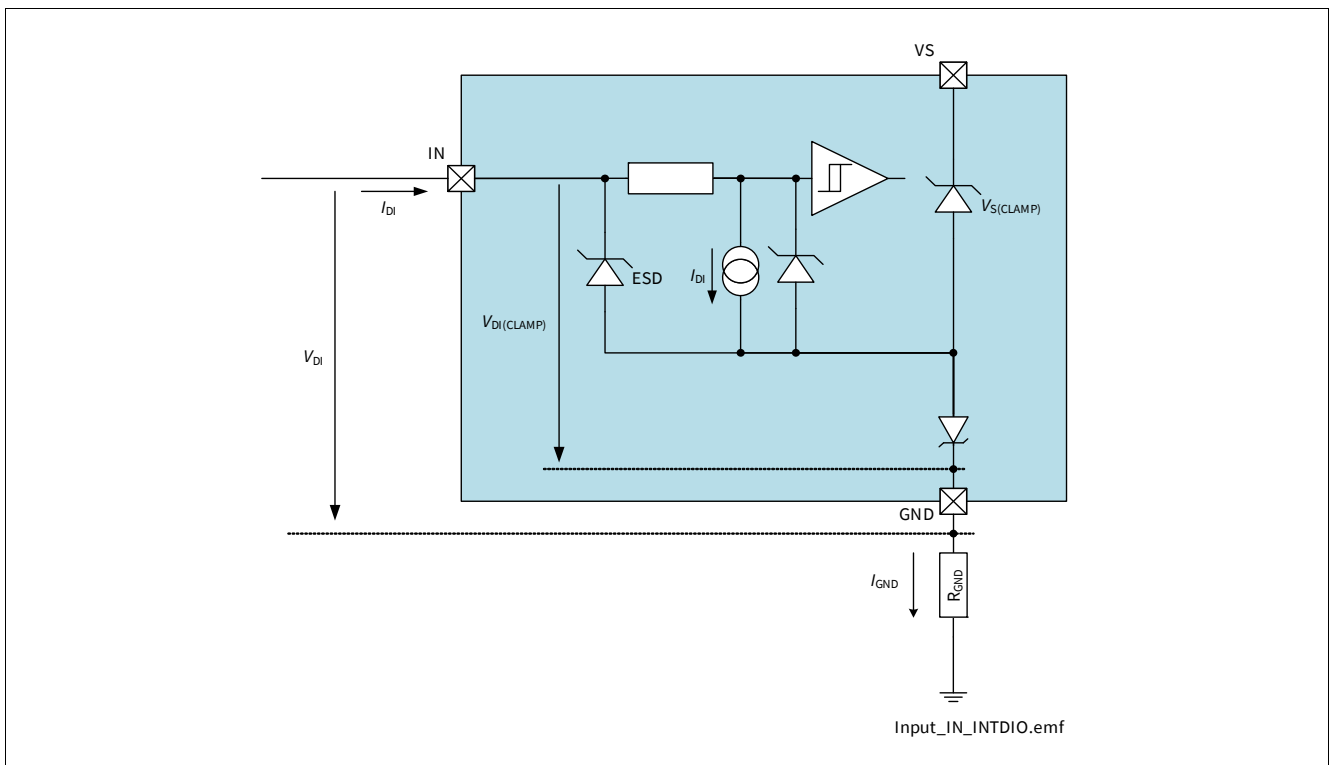 VS
IN
IDI
VS(CLAMP)
ESD
IDI
VDI(CLAMP)
VDI
GND
IGND
RGND
Input_IN_INTDIO.emf